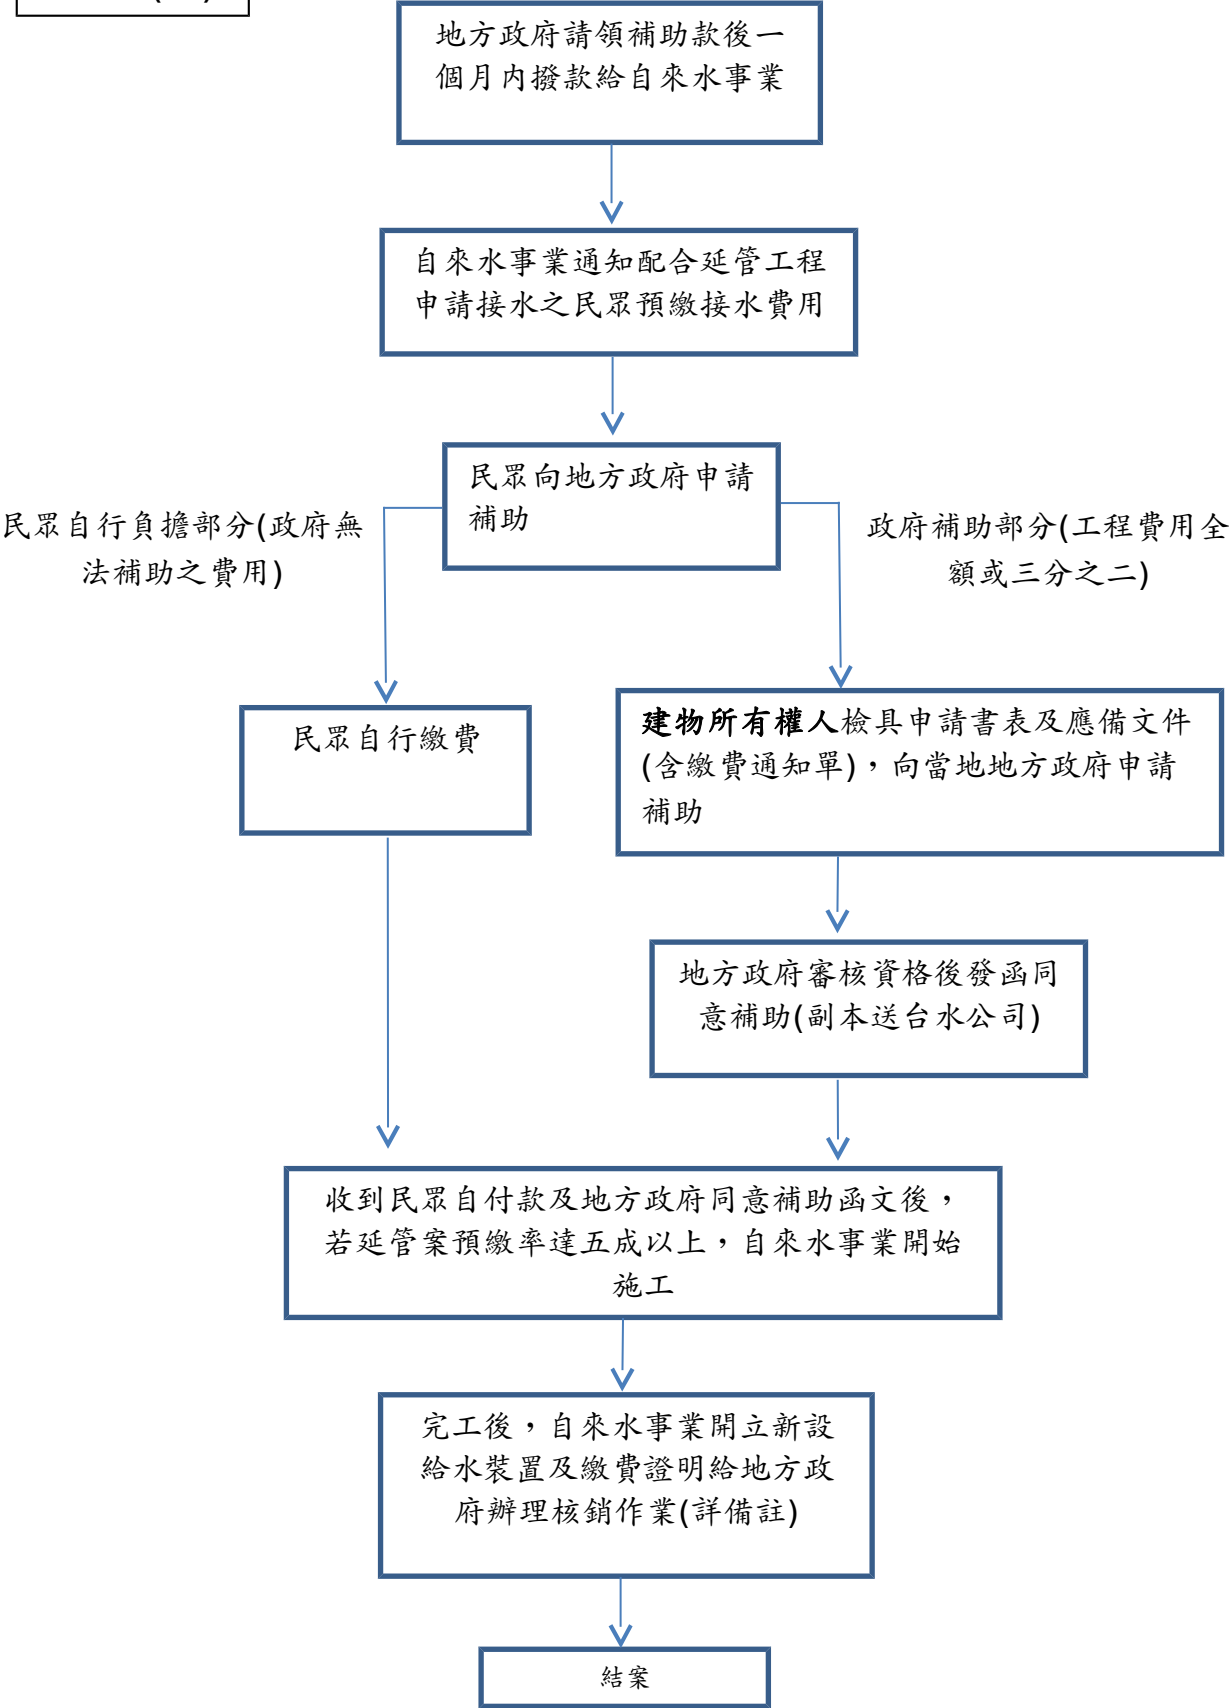 地方政府請領補助款後一
個月內撥款給自來水事業
自來水事業通知配合延管工程
申請接水之民眾預繳接水費用
民眾向地方政府申請
補助
民眾自行負擔部分(政府無
法補助之費用)
政府補助部分(工程費用全
額或三分之二)
民眾自行繳費
建物所有權人檢具申請書表及應備文件
(含繳費通知單)，向當地地方政府申請
補助
地方政府審核資格後發函同
意補助(副本送台水公司)
收到民眾自付款及地方政府同意補助函文後，
若延管案預繳率達五成以上，自來水事業開始
施工
完工後，自來水事業開立新設
給水裝置及繳費證明給地方政
府辦理核銷作業(詳備註)
結案